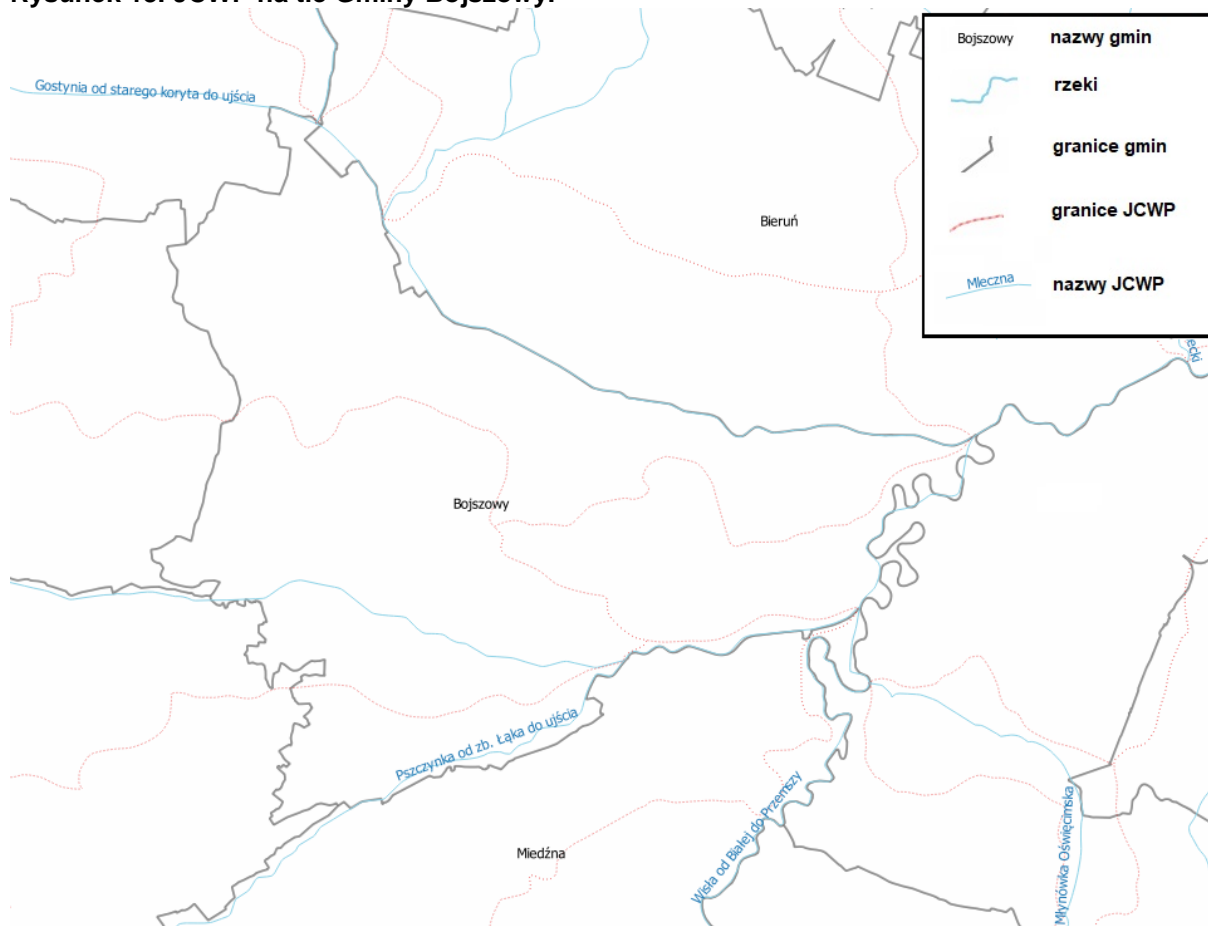 Bojszowy nazwy gmin
rzeki
granice gmin
granice JCWP
Mleczna nazwy JCWP
Gostynia od starego koryta do ujścia
Bieruń
ecki
Bojszowy
Pszczynka od zb. Łąka do ujścia
Wisła od Białej do Przemszy
Miedźna
Młynówka Oświęcimska